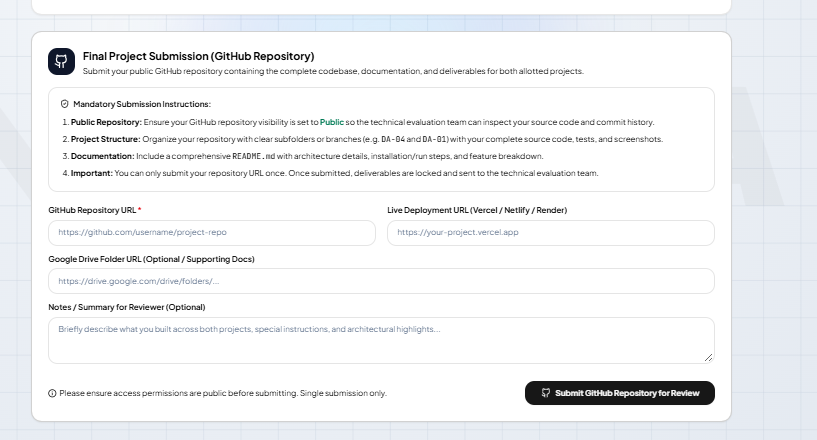 Final Project Submission (GitHub Repository)
Submit your public GitHub repository containing the complete codebase, documentation, and deliverables for both allotted projects.
Mandatory Submission Instructions:
1. Public Repository: Ensure your GitHub repository visibility is set to Public so the technical evaluation team can inspect your source code and commit history.
2. Project Structure: Organize your repository with clear subfolders or branches (e.g. DA-04 and DA-01) with your complete source code, tests, and screenshots.
3. Documentation: Include a comprehensive README.md with architecture details, installation/run steps, and feature breakdown.
4. Important: You can only submit your repository URL once. Once submitted, deliverables are locked and sent to the technical evaluation team.
GitHub Repository URL *
https://github.com/username/project-repo
Live Deployment URL (Vercel / Netlify / Render)
https://your-project.vercel.app
Google Drive Folder URL (Optional / Supporting Docs)
https://drive.google.com/drive/folders/...
Notes / Summary for Reviewer (Optional)
Briefly describe what you built across both projects, special instructions, and architectural highlights...
Please ensure access permissions are public before submitting. Single submission only.
Submit GitHub Repository for Review